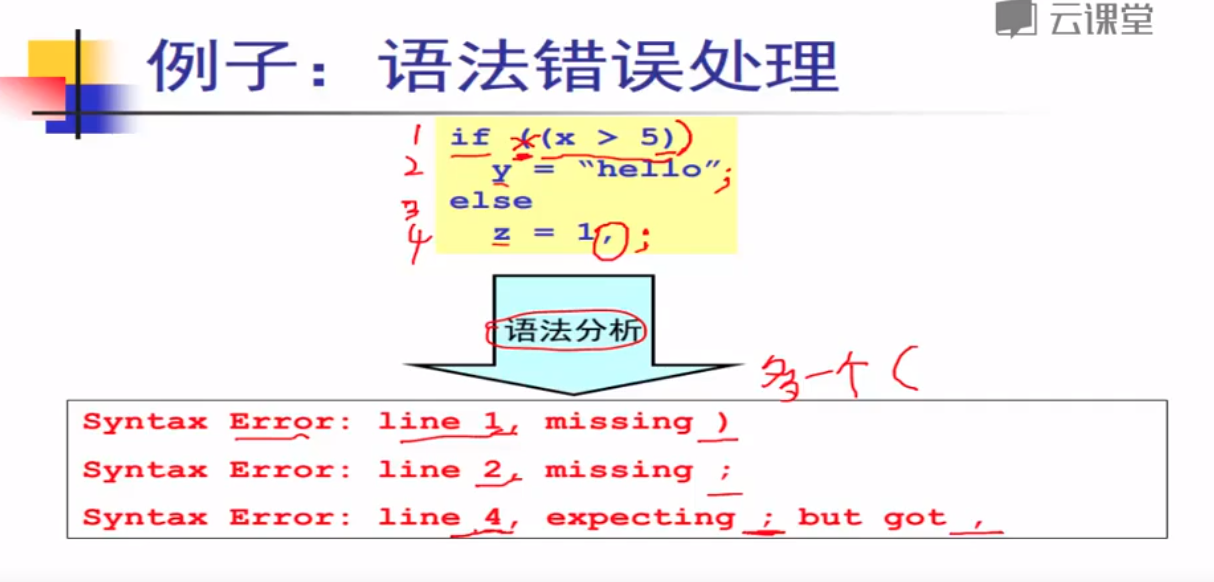 云课堂
例子：语法错误处理
1 if ((x > 5))
2 y = “hello”;
3 else
4 z = 1, ;
语法分析
多一个 (
Syntax Error: line 1, missing )
Syntax Error: line 2, missing ;
Syntax Error: line 4, expecting ; but got ,